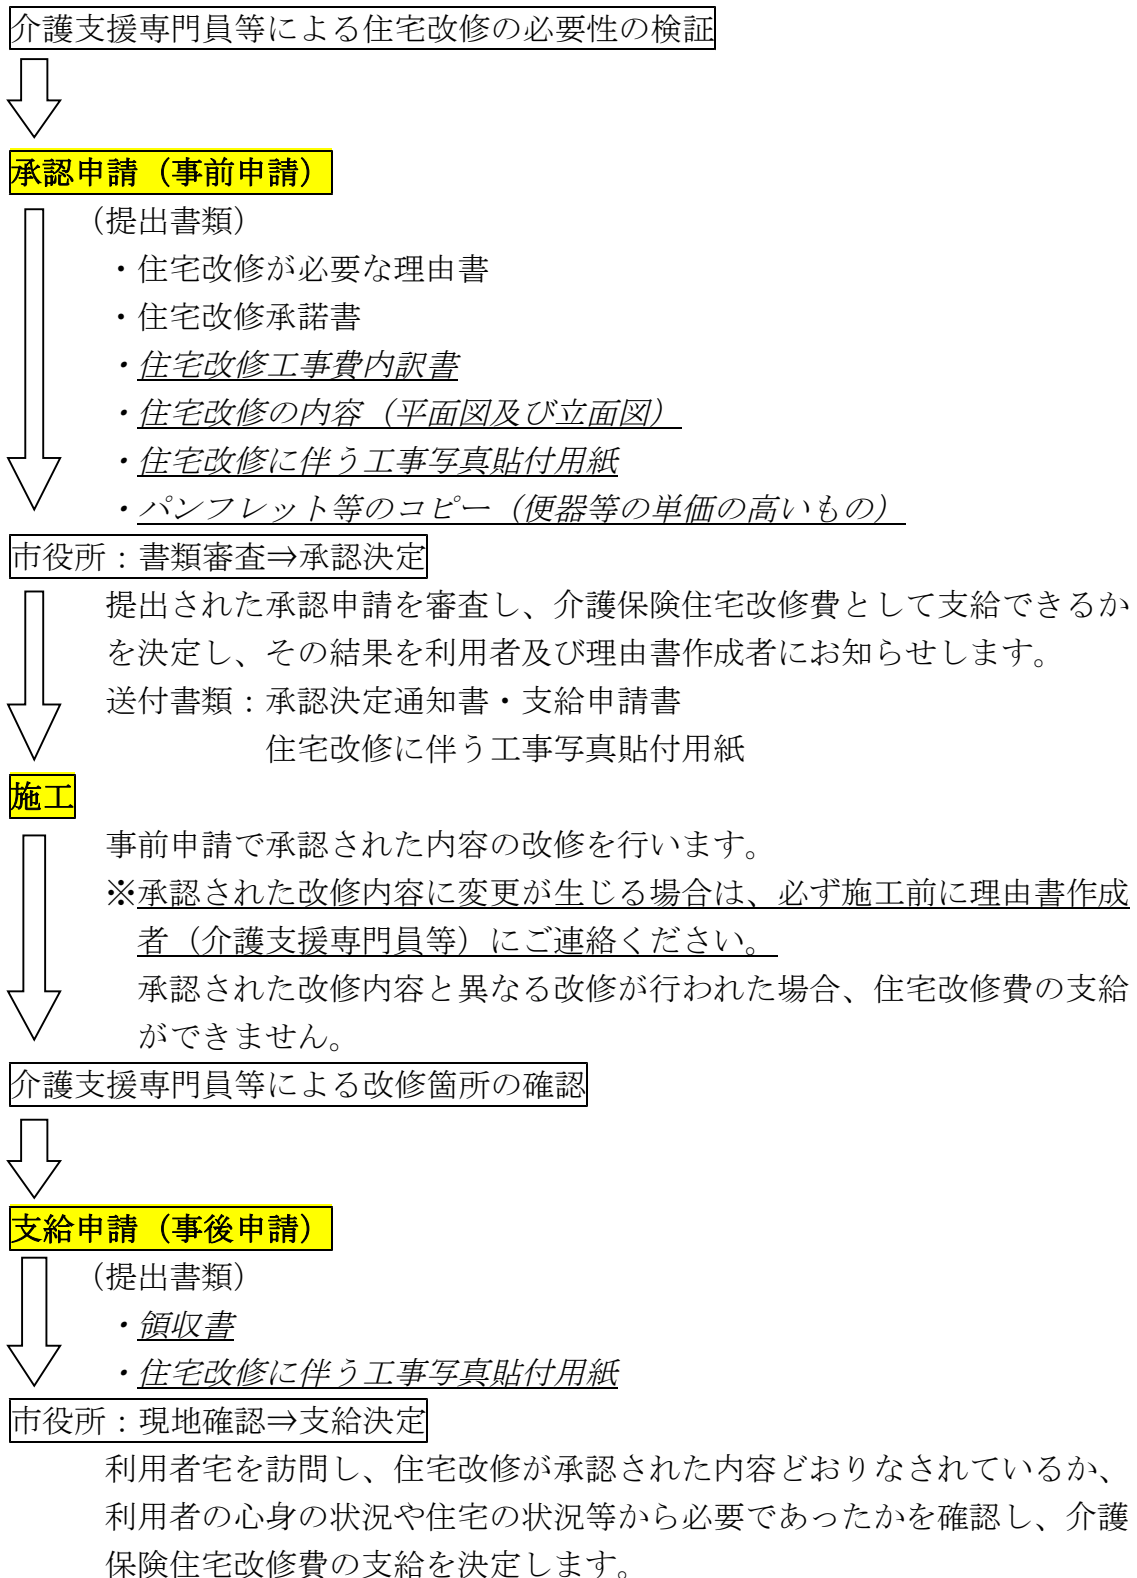 介護支援専門員等による住宅改修の必要性の検証
承認申請（事前申請）
（提出書類）
・住宅改修が必要な理由書
・住宅改修承諾書
・住宅改修工事費内訳書
・住宅改修の内容（平面図及び立面図）
・住宅改修に伴う工事写真貼付用紙
・パンフレット等のコピー（便器等の単価の高いもの）
市役所：書類審査⇒承認決定
提出された承認申請を審査し、介護保険住宅改修費として支給できるか
を決定し、その結果を利用者及び理由書作成者にお知らせします。
送付書類：承認決定通知書・支給申請書
住宅改修に伴う工事写真貼付用紙
施工
事前申請で承認された内容の改修を行います。
※承認された改修内容に変更が生じる場合は、必ず施工前に理由書作成
者（介護支援専門員等）にご連絡ください。
承認された改修内容と異なる改修が行われた場合、住宅改修費の支給
ができません。
介護支援専門員等による改修箇所の確認
支給申請（事後申請）
（提出書類）
・領収書
・住宅改修に伴う工事写真貼付用紙
市役所：現地確認⇒支給決定
利用者宅を訪問し、住宅改修が承認された内容どおりなされているか、
利用者の心身の状況や住宅の状況等から必要であったかを確認し、介護
保険住宅改修費の支給を決定します。